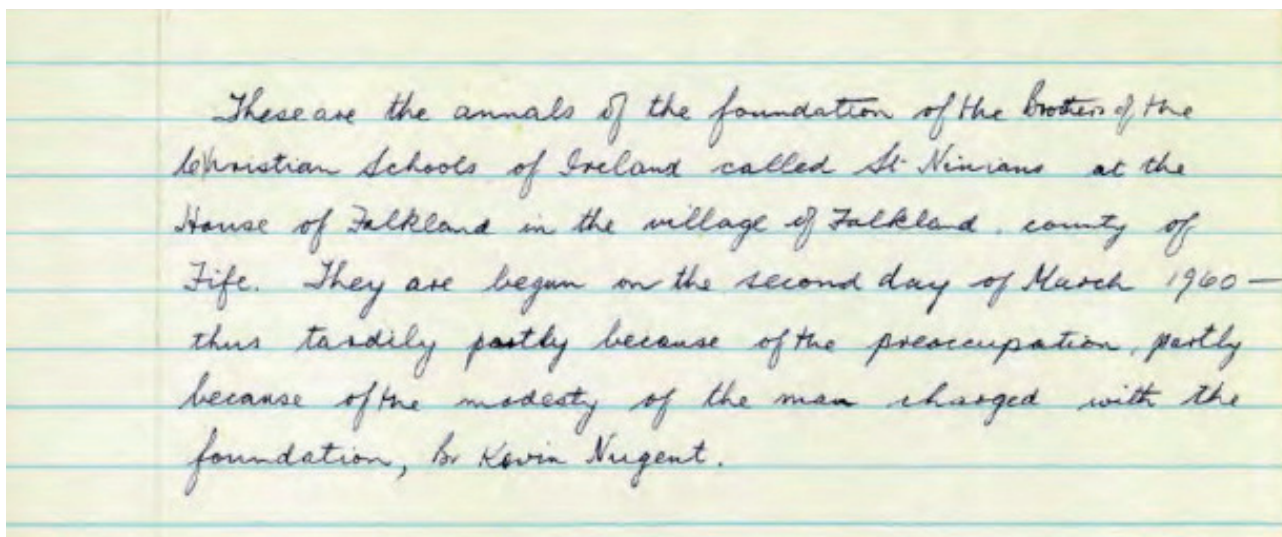 These are the annals of the foundation of the Brothers of the
Christian Schools of Ireland called St Ninians at the
House of Falkland in the village of Falkland, county of
Fife. They are begun on the second day of March 1960 —
thus tardily partly because of the preoccupation, partly
because of the modesty of the man charged with the
foundation, Br Kevin Nugent.